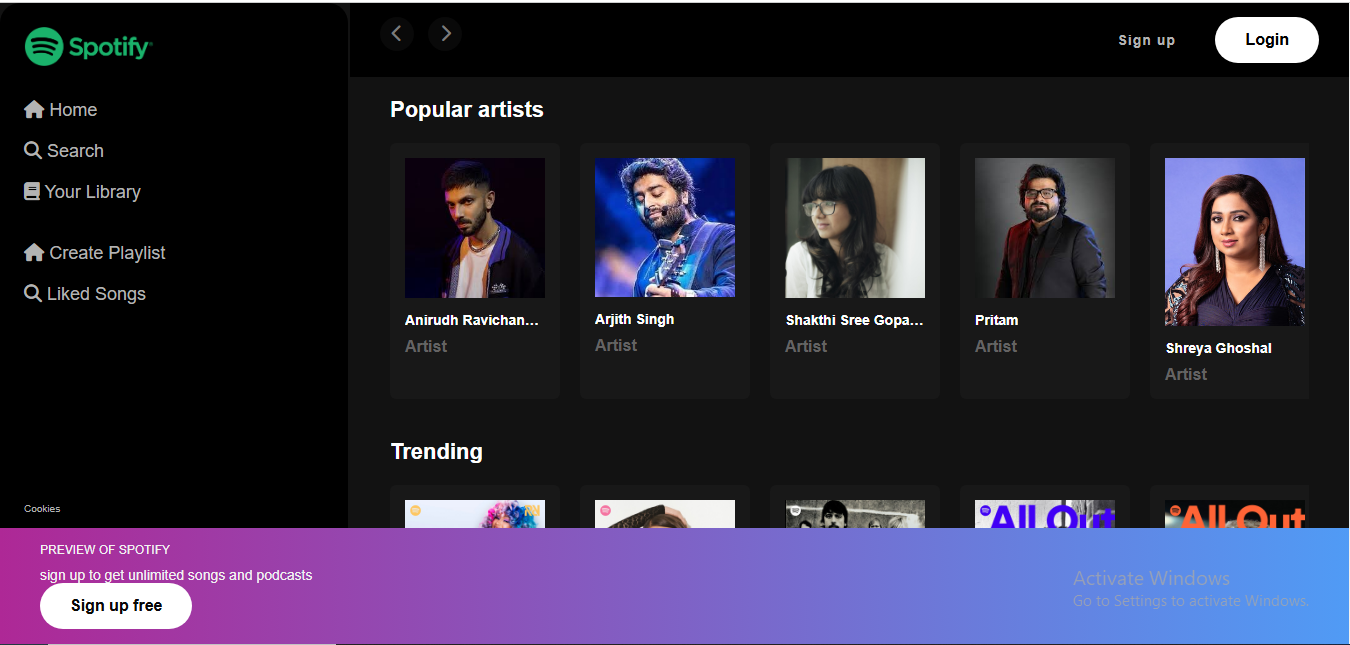 Spotify
Home
Search
Your Library
Create Playlist
Liked Songs
Cookies
Sign up
Login
Popular artists
Anirudh Ravichan...
Artist
Arjith Singh
Artist
Shakthi Sree Gopa...
Artist
Pritam
Artist
Shreya Ghoshal
Artist
Trending
All Out
All Out
PREVIEW OF SPOTIFY
sign up to get unlimited songs and podcasts
Sign up free
Activate Windows
Go to Settings to activate Windows.